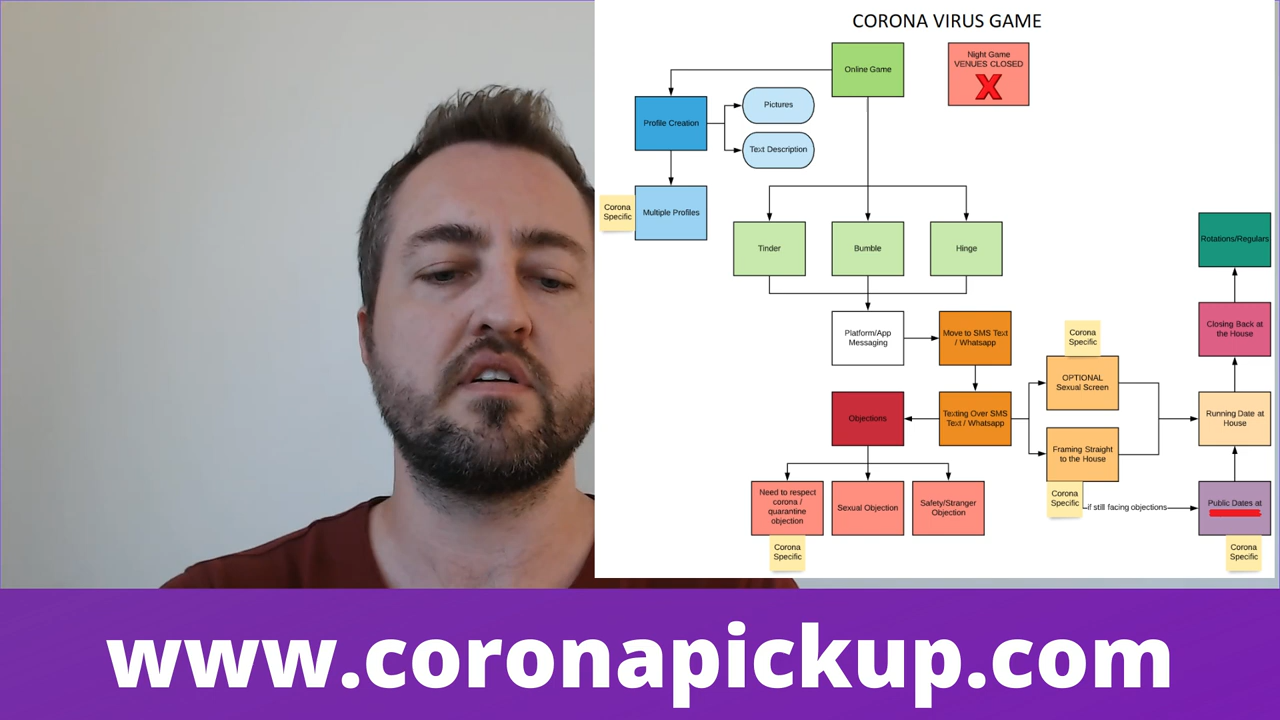 CORONA VIRUS GAME
Online Game
Night Game
VENUES CLOSED
X
Profile Creation
Pictures
Text Description
Corona
Specific
Multiple Profiles
Tinder
Bumble
Hinge
Rotations/Regulars
Platform/App
Messaging
Move to SMS Text
/ Whatsapp
Corona
Specific
Closing Back at
the House
OPTIONAL
Sexual Screen
Objections
Texting Over SMS
Text / Whatsapp
Running Date at
House
Framing Straight
to the House
Need to respect
corona /
quarantine
objection
Sexual Objection
Safety/Stranger
Objection
Corona
Specific
if still facing objections
Public Dates at
Corona
Specific
Corona
Specific
www.coronapickup.com